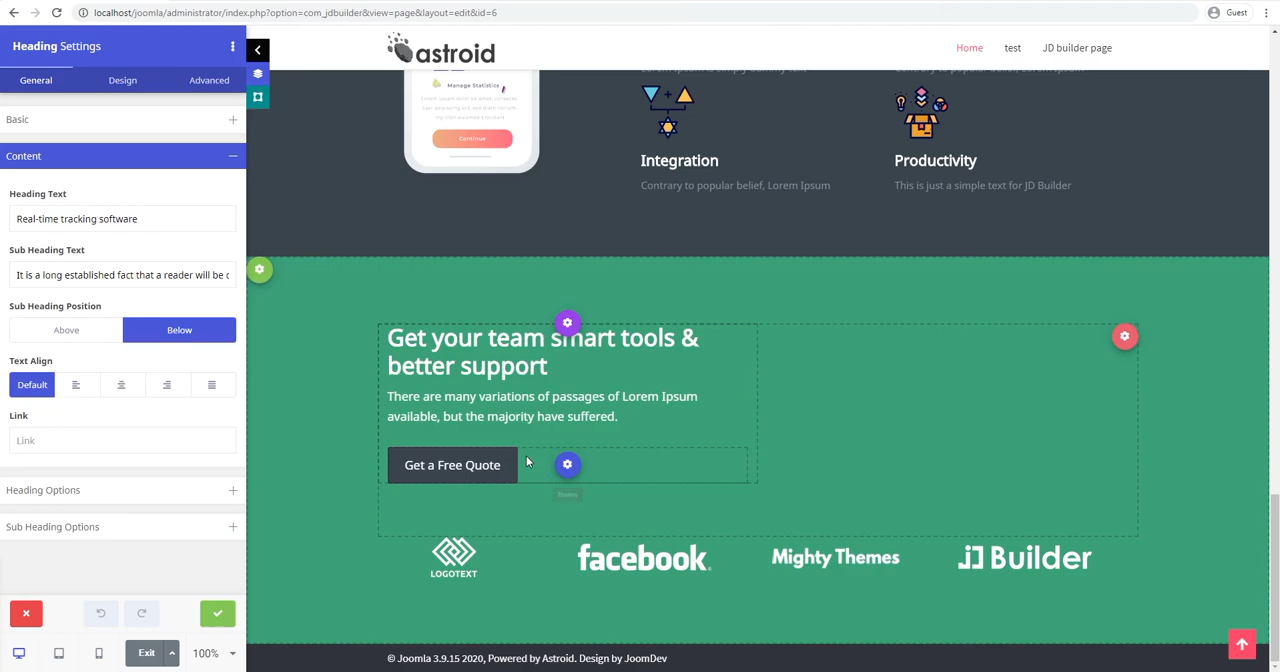 localhost/joomla/administrator/index.php?option=com_jdbuilder&view=page&layout=edit&id=6
Guest
Heading Settings
General
Design
Advanced
Basic
Content
Heading Text
Real-time tracking software
Sub Heading Text
It is a long established fact that a reader will be c
Sub Heading Position
Above
Below
Text Align
Default
Link
Link
Heading Options
Sub Heading Options
Exit
100%
astroid
Home
test
JD builder page
Manage Statistics
Continue
Integration
Contrary to popular belief, Lorem Ipsum
Productivity
This is just a simple text for JD Builder
Get your team smart tools &
better support
There are many variations of passages of Lorem Ipsum
available, but the majority have suffered.
Get a Free Quote
LOGOTEXT
facebook.
Mighty Themes
JD Builder
© Joomla 3.9.15 2020, Powered by Astroid. Design by JoomDev